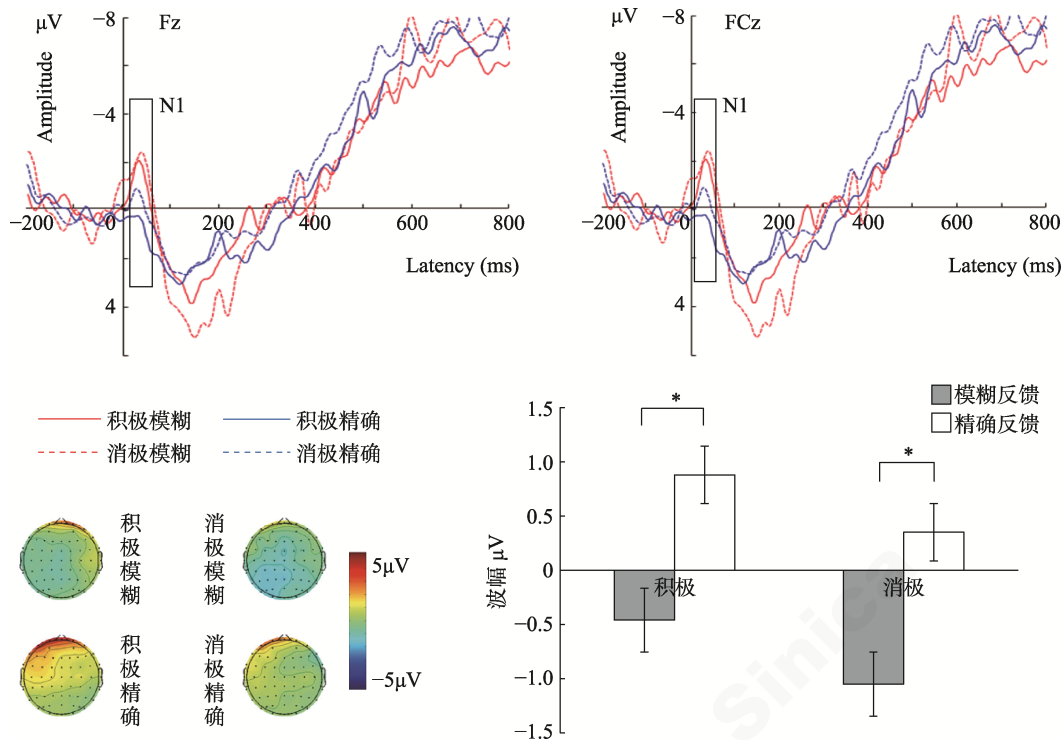 μV
−8
Fz
Amplitude
−4
N1
−200
0
200
400
600
800
Latency (ms)
4
μV
−8
FCz
Amplitude
−4
N1
−200
0
200
400
600
800
Latency (ms)
4
积极模糊
积极精确
消极模糊
消极精确
积极模糊
消极模糊
积极精确
消极精确
5μV
−5μV
模糊反馈
精确反馈
波幅 μV
1.5
1.0
0.5
0
−0.5
−1.0
−1.5
*
*
积极
消极
Sinica